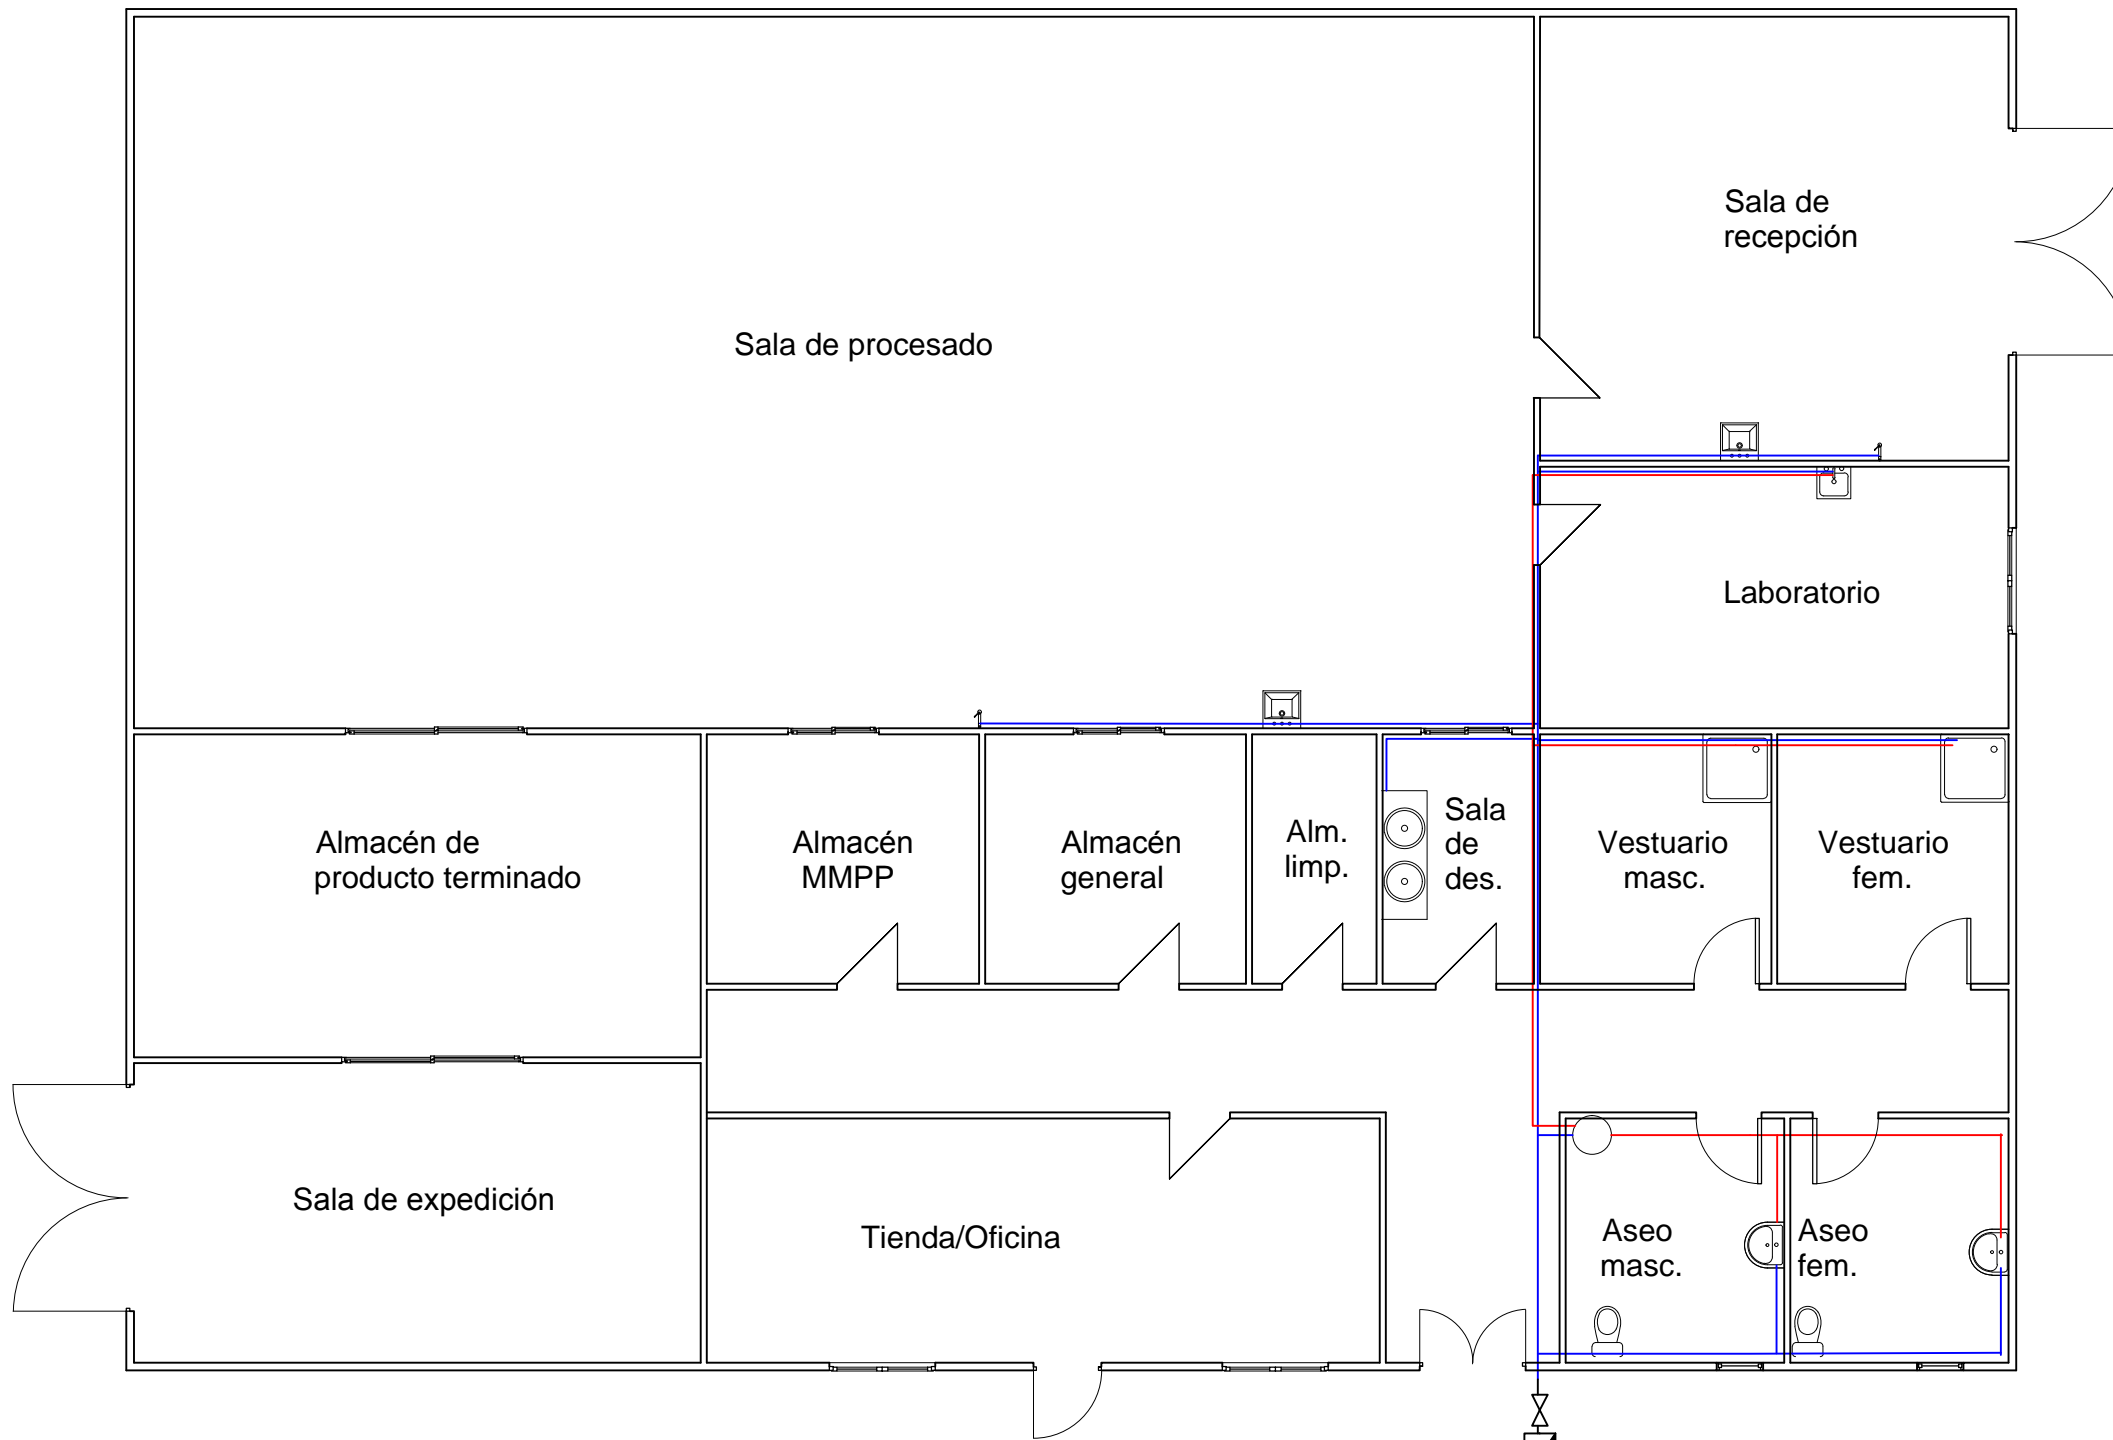 Sala de
recepción
Sala de procesado
Laboratorio
Almacén de
producto terminado
Almacén
MMPP
Almacén
general
Alm.
limp.
Sala
de
des.
Vestuario
masc.
Vestuario
fem.
Sala de expedición
Tienda/Oficina
Aseo
masc.
Aseo
fem.